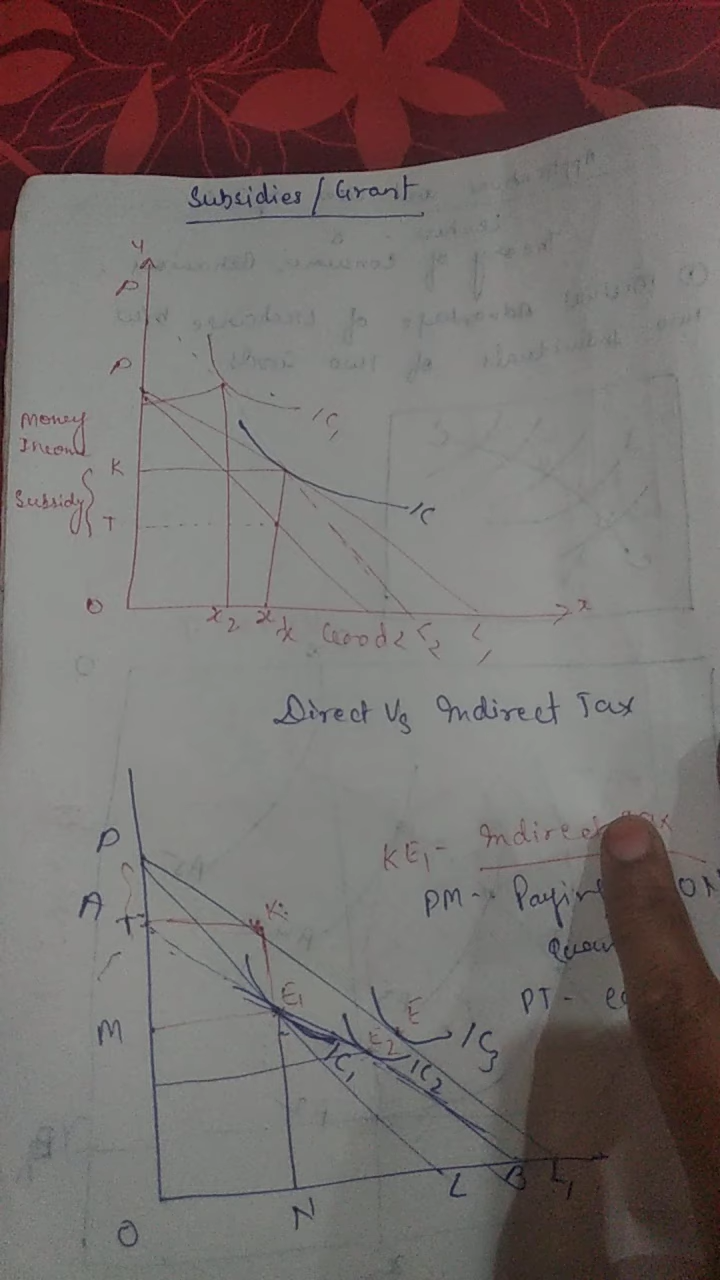 Subsidies / Grant
Y
P
P
IC1
Money
Income
K
Subsidy
T
IC
O
x2 x x
L2 L1
Direct Vs Indirect Tax
P
KE1 - Indirect
A
PM - Paying ON
T
K
PT -
E1
E
M
E2
IC3
IC1
IC2
L B L1
N
O